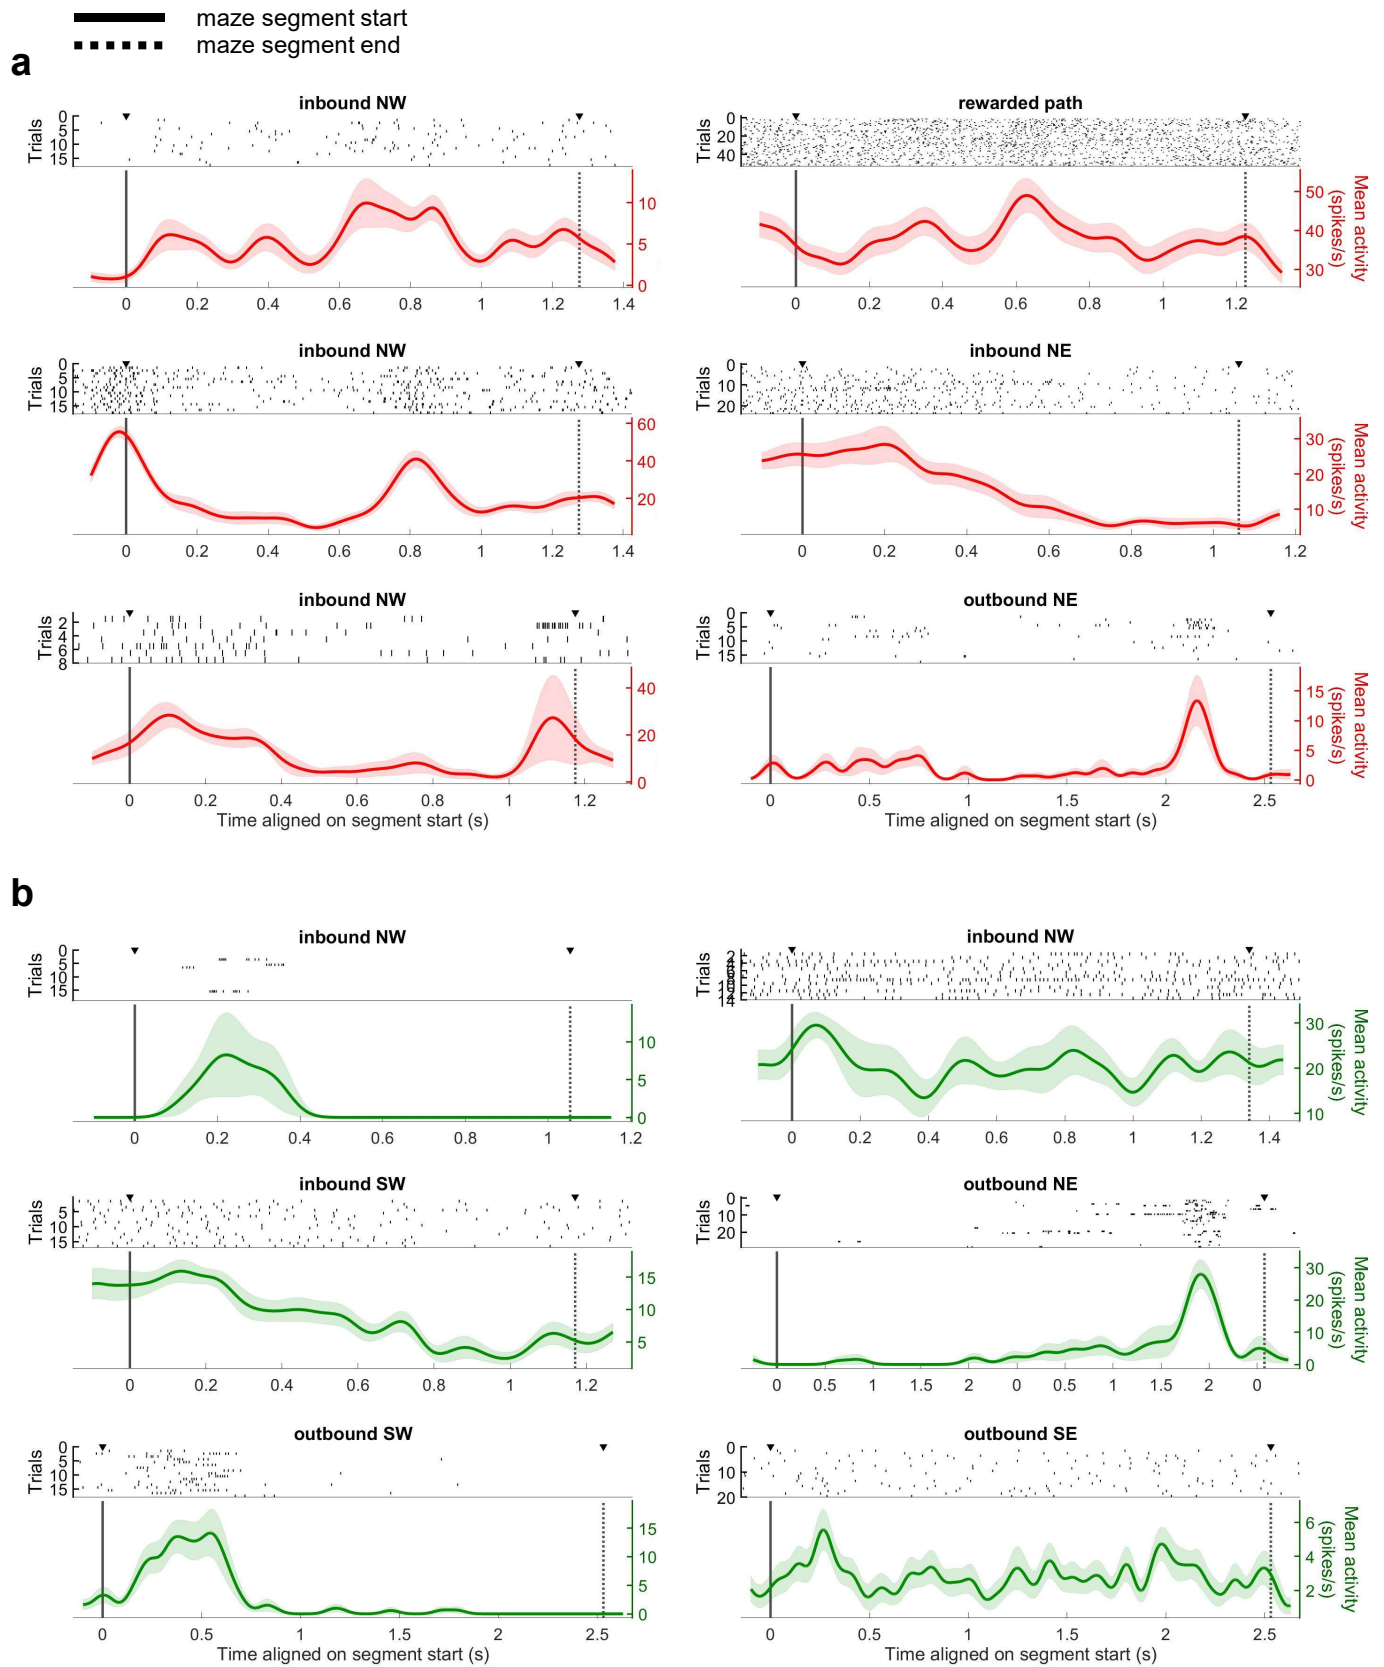 maze segment start
maze segment end
a
inbound NW
Trials
0
5
10
15
10
5
0
0 0.2 0.4 0.6 0.8 1 1.2 1.4
rewarded path
Trials
0
20
40
50
40
30
Mean activity
(spikes/s)
0 0.2 0.4 0.6 0.8 1 1.2
inbound NW
Trials
0
5
10
15
60
40
20
0 0.2 0.4 0.6 0.8 1 1.2 1.4
inbound NE
Trials
0
10
20
30
20
10
Mean activity
(spikes/s)
0 0.2 0.4 0.6 0.8 1 1.2
inbound NW
Trials
2
4
6
8
40
20
0
0 0.2 0.4 0.6 0.8 1 1.2
Time aligned on segment start (s)
outbound NE
Trials
0
5
10
15
15
10
5
0
Mean activity
(spikes/s)
0 0.5 1 1.5 2 2.5
Time aligned on segment start (s)
b
inbound NW
Trials
0
5
10
15
10
5
0
0 0.2 0.4 0.6 0.8 1 1.2
inbound NW
Trials
2
4
6
8
10
12
14
30
20
10
Mean activity
(spikes/s)
0 0.2 0.4 0.6 0.8 1 1.2 1.4
inbound SW
Trials
5
10
15
15
10
5
0 0.2 0.4 0.6 0.8 1 1.2
outbound NE
Trials
0
10
20
30
20
10
0
Mean activity
(spikes/s)
0 0.5 1 1.5 2 0 0.5 1 1.5 2 0
outbound SW
Trials
0
5
10
15
15
10
5
0
0 0.5 1 1.5 2 2.5
Time aligned on segment start (s)
outbound SE
Trials
0
10
20
6
4
2
Mean activity
(spikes/s)
0 0.5 1 1.5 2 2.5
Time aligned on segment start (s)